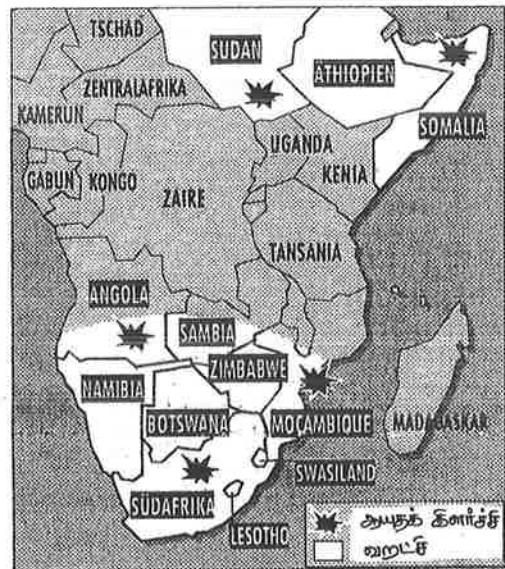 TSCHAD
SUDAN
ÄTHIOPIEN
ZENTRALAFRIKA
KAMERUN
SOMALIA
UGANDA
GABUN
KONGO
KENIA
ZAIRE
TANSANIA
ANGOLA
SAMBIA
ZIMBABWE
NAMIBIA
BOTSWANA
MOÇAMBIQUE
MADAGASKAR
SWASILAND
SÜDAFRIKA
LESOTHO
ஆயுதக் கிளர்ச்சி
வறட்சி